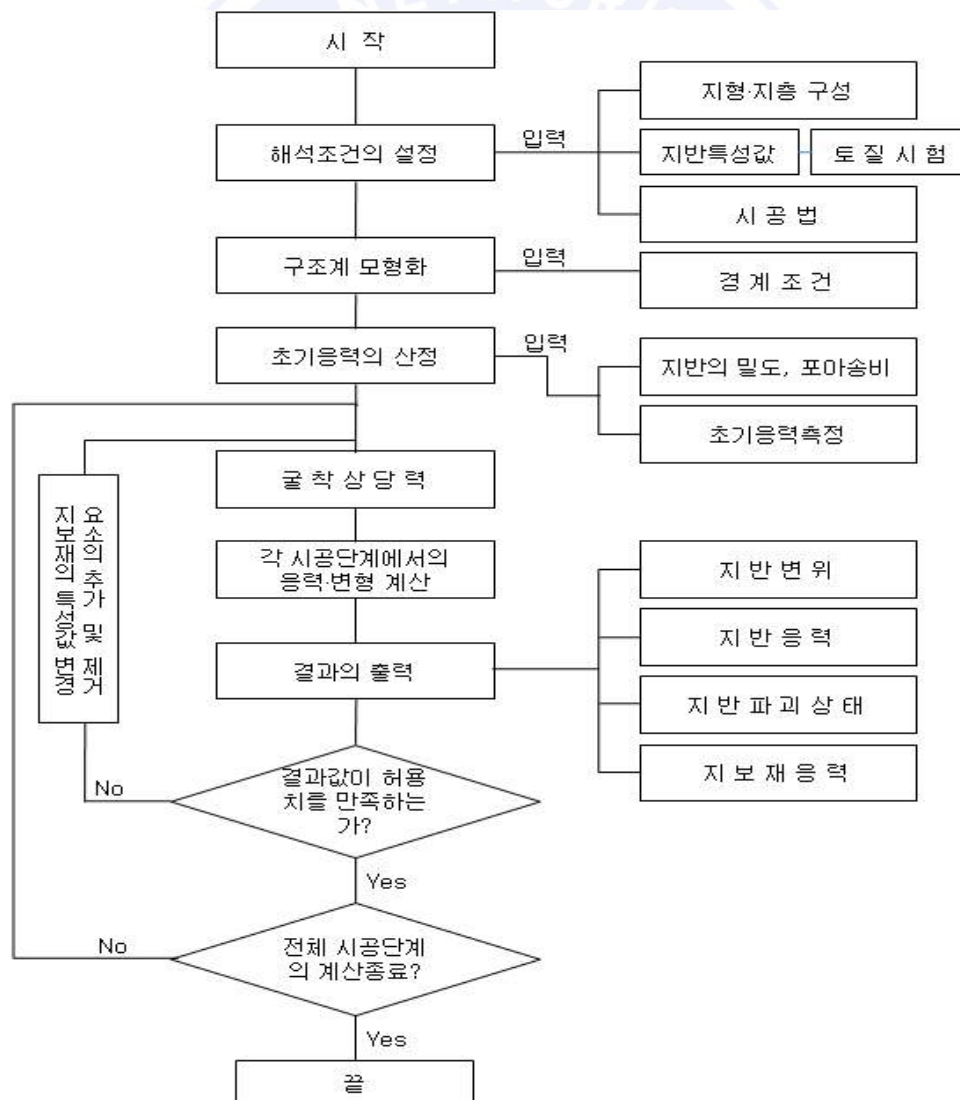 시 작
해석조건의 설정
입력
지형·지층 구성
지반특성값
토 질 시 험
시 공 법
구조계 모형화
입력
경 계 조 건
초기응력의 산정
입력
지반의 밀도, 포아송비
초기응력측정
굴 착 상 당 력
요소의 추가 및 제거
지보재의 특성값 변경
각 시공단계에서의
응력·변형 계산
결과의 출력
지 반 변 위
지 반 응 력
지 반 파 괴 상 태
지 보 재 응 력
결과값이 허용
치를 만족하는
가?
No
Yes
전체 시공단계
의 계산종료?
No
Yes
끝